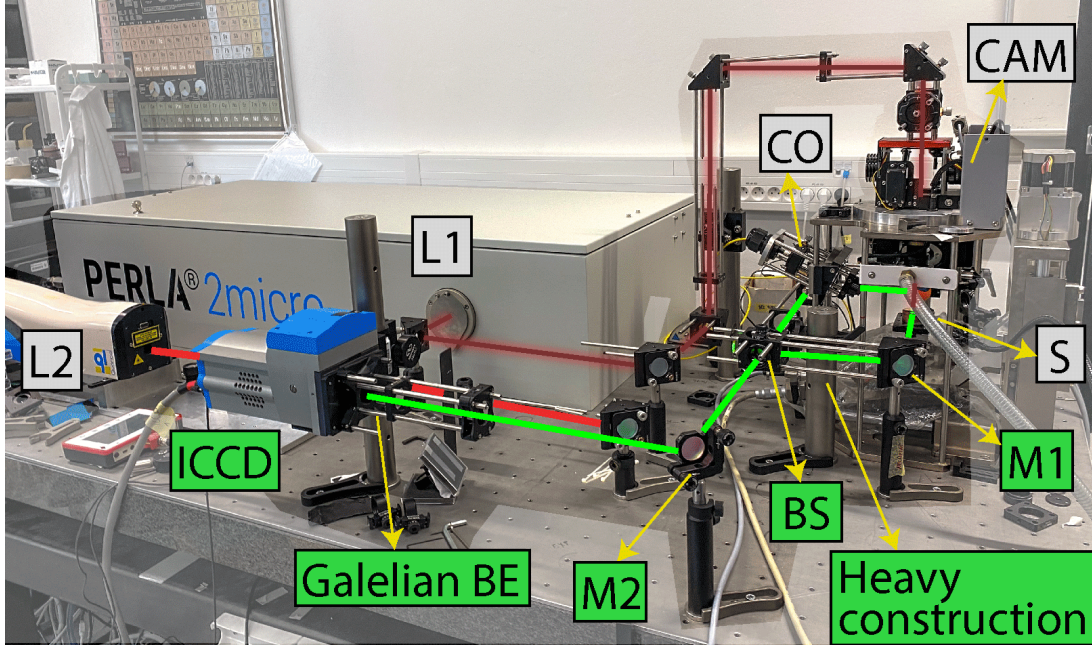 CAM
CO
L1
PERLA® 2micro
L2
S
ICCD
M1
BS
Galelian BE
M2
Heavy
construction